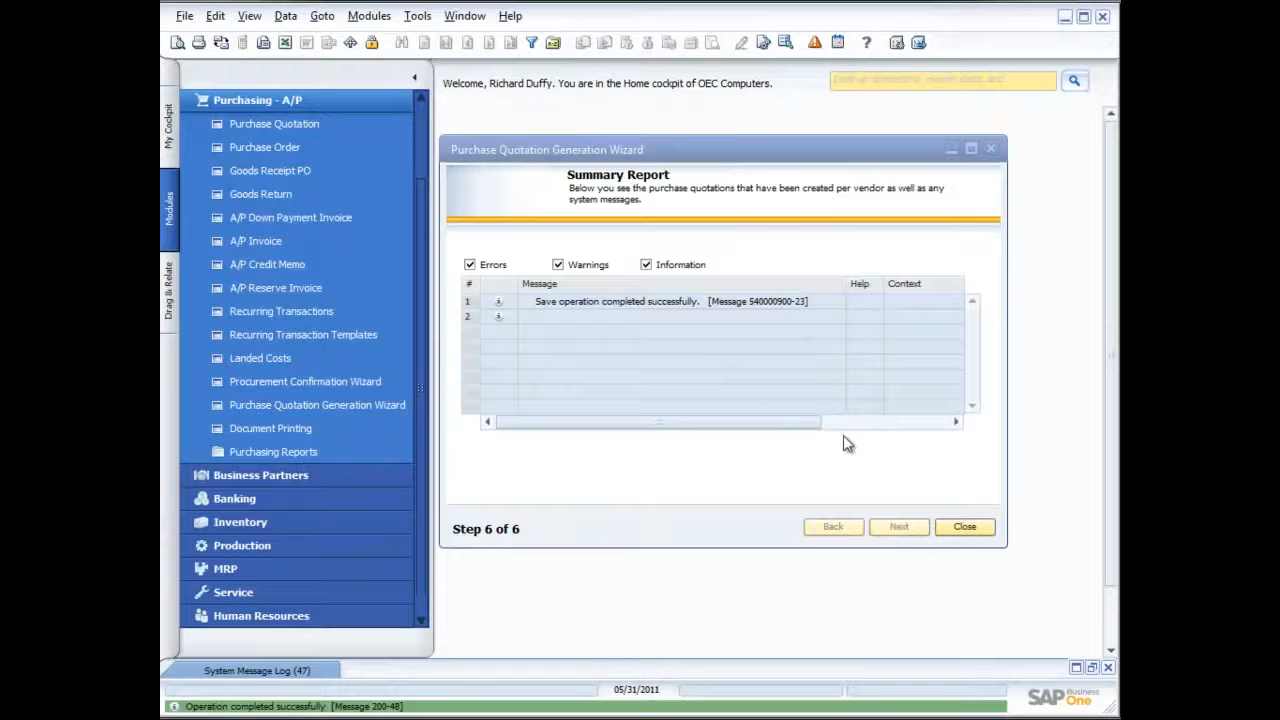 File Edit View Data Goto Modules Tools Window Help
Welcome, Richard Duffy. You are in the Home cockpit of OEC Computers.
My Cockpit
Modules
Drag & Relate
Purchasing - A/P
Purchase Quotation
Purchase Order
Goods Receipt PO
Goods Return
A/P Down Payment Invoice
A/P Invoice
A/P Credit Memo
A/P Reserve Invoice
Recurring Transactions
Recurring Transaction Templates
Landed Costs
Procurement Confirmation Wizard
Purchase Quotation Generation Wizard
Document Printing
Purchasing Reports
Business Partners
Banking
Inventory
Production
MRP
Service
Human Resources
Purchase Quotation Generation Wizard
Summary Report
Below you see the purchase quotations that have been created per vendor as well as any
system messages.
Errors Warnings Information
# Message Help Context
1 Save operation completed successfully. [Message 540000900-23]
2
Step 6 of 6
Back Next Close
System Message Log (47)
05/31/2011
SAP Business One
Operation completed successfully [Message 200-48]